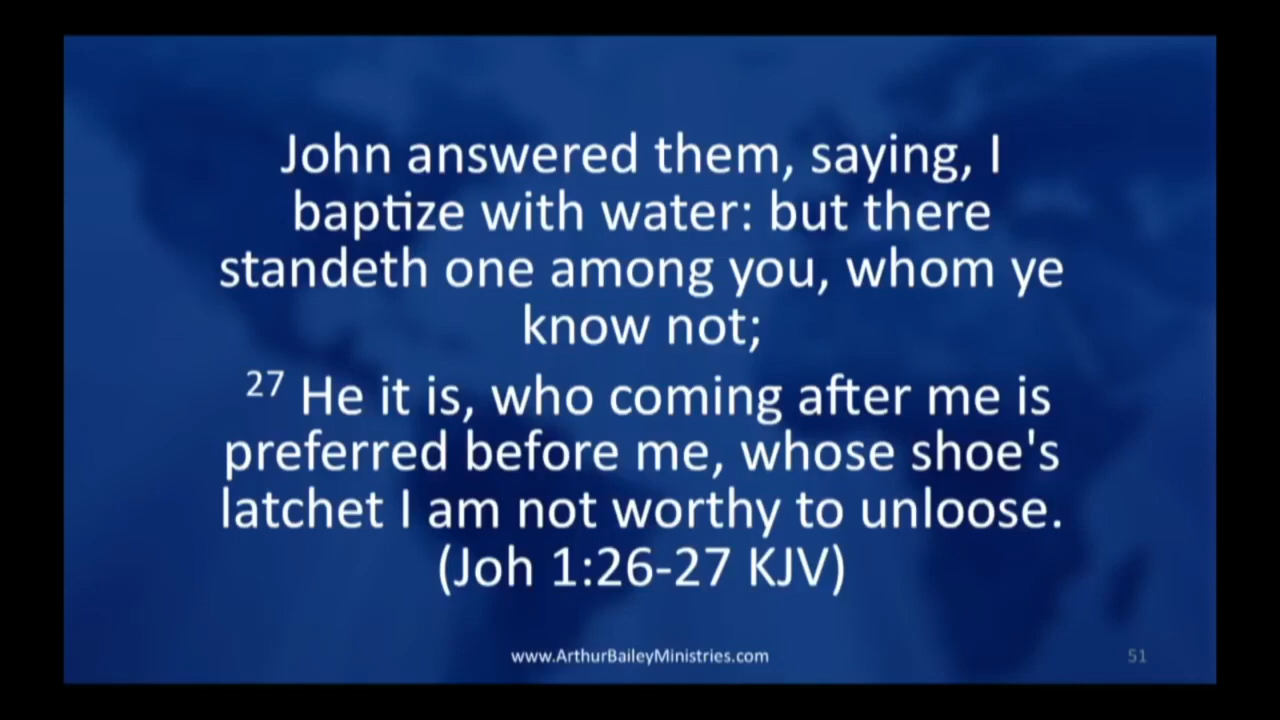 John answered them, saying, I
baptize with water: but there
standeth one among you, whom ye
know not;
27 He it is, who coming after me is
preferred before me, whose shoe's
latchet I am not worthy to unloose.
(Joh 1:26-27 KJV)
www.ArthurBaileyMinistries.com
51